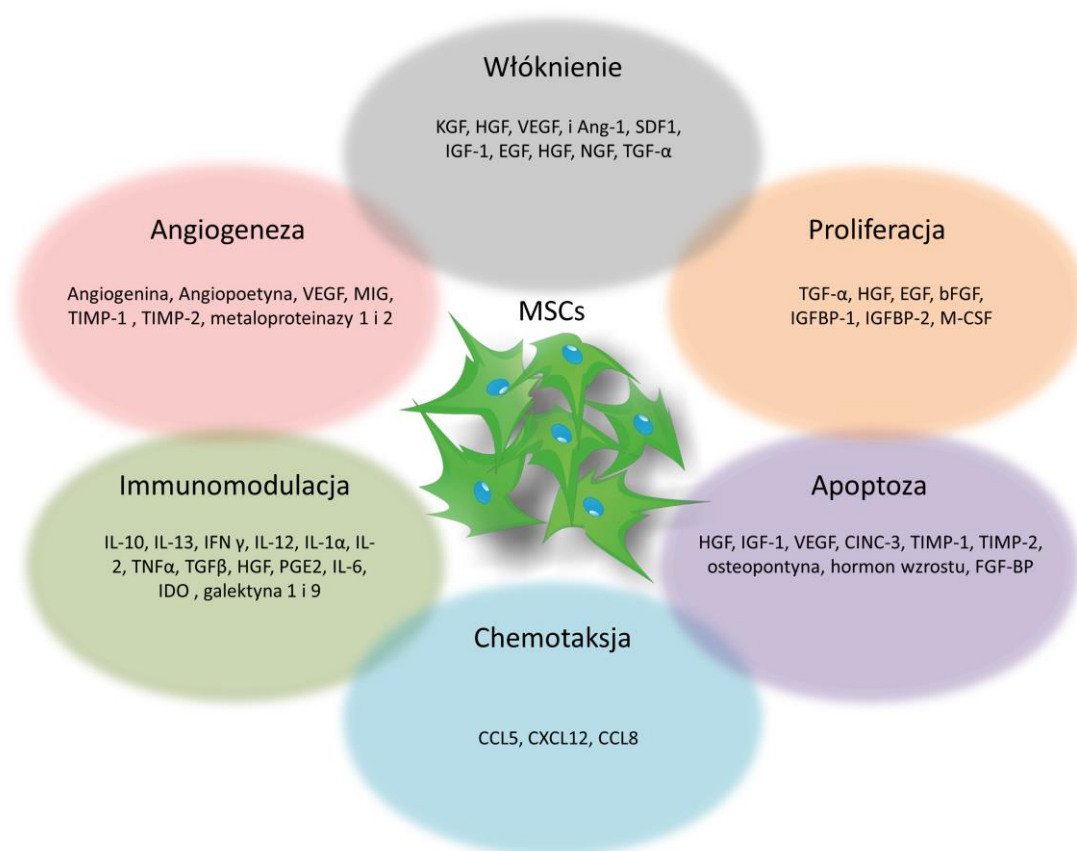 Włóknienie
KGF, HGF, VEGF, i Ang-1, SDF1,
IGF-1, EGF, HGF, NGF, TGF-α
Angiogeneza
Angiogenina, Angiopoetyna, VEGF, MIG,
TIMP-1 , TIMP-2, metaloproteinazy 1 i 2
Proliferacja
TGF-α, HGF, EGF, bFGF,
IGFBP-1, IGFBP-2, M-CSF
MSCs
Immunomodulacja
IL-10, IL-13, IFN γ, IL-12, IL-1α, IL-
2, TNFα, TGFβ, HGF, PGE2, IL-6,
IDO , galektyna 1 i 9
Apoptoza
HGF, IGF-1, VEGF, CINC-3, TIMP-1, TIMP-2,
osteopontyna, hormon wzrostu, FGF-BP
Chemotaksja
CCL5, CXCL12, CCL8